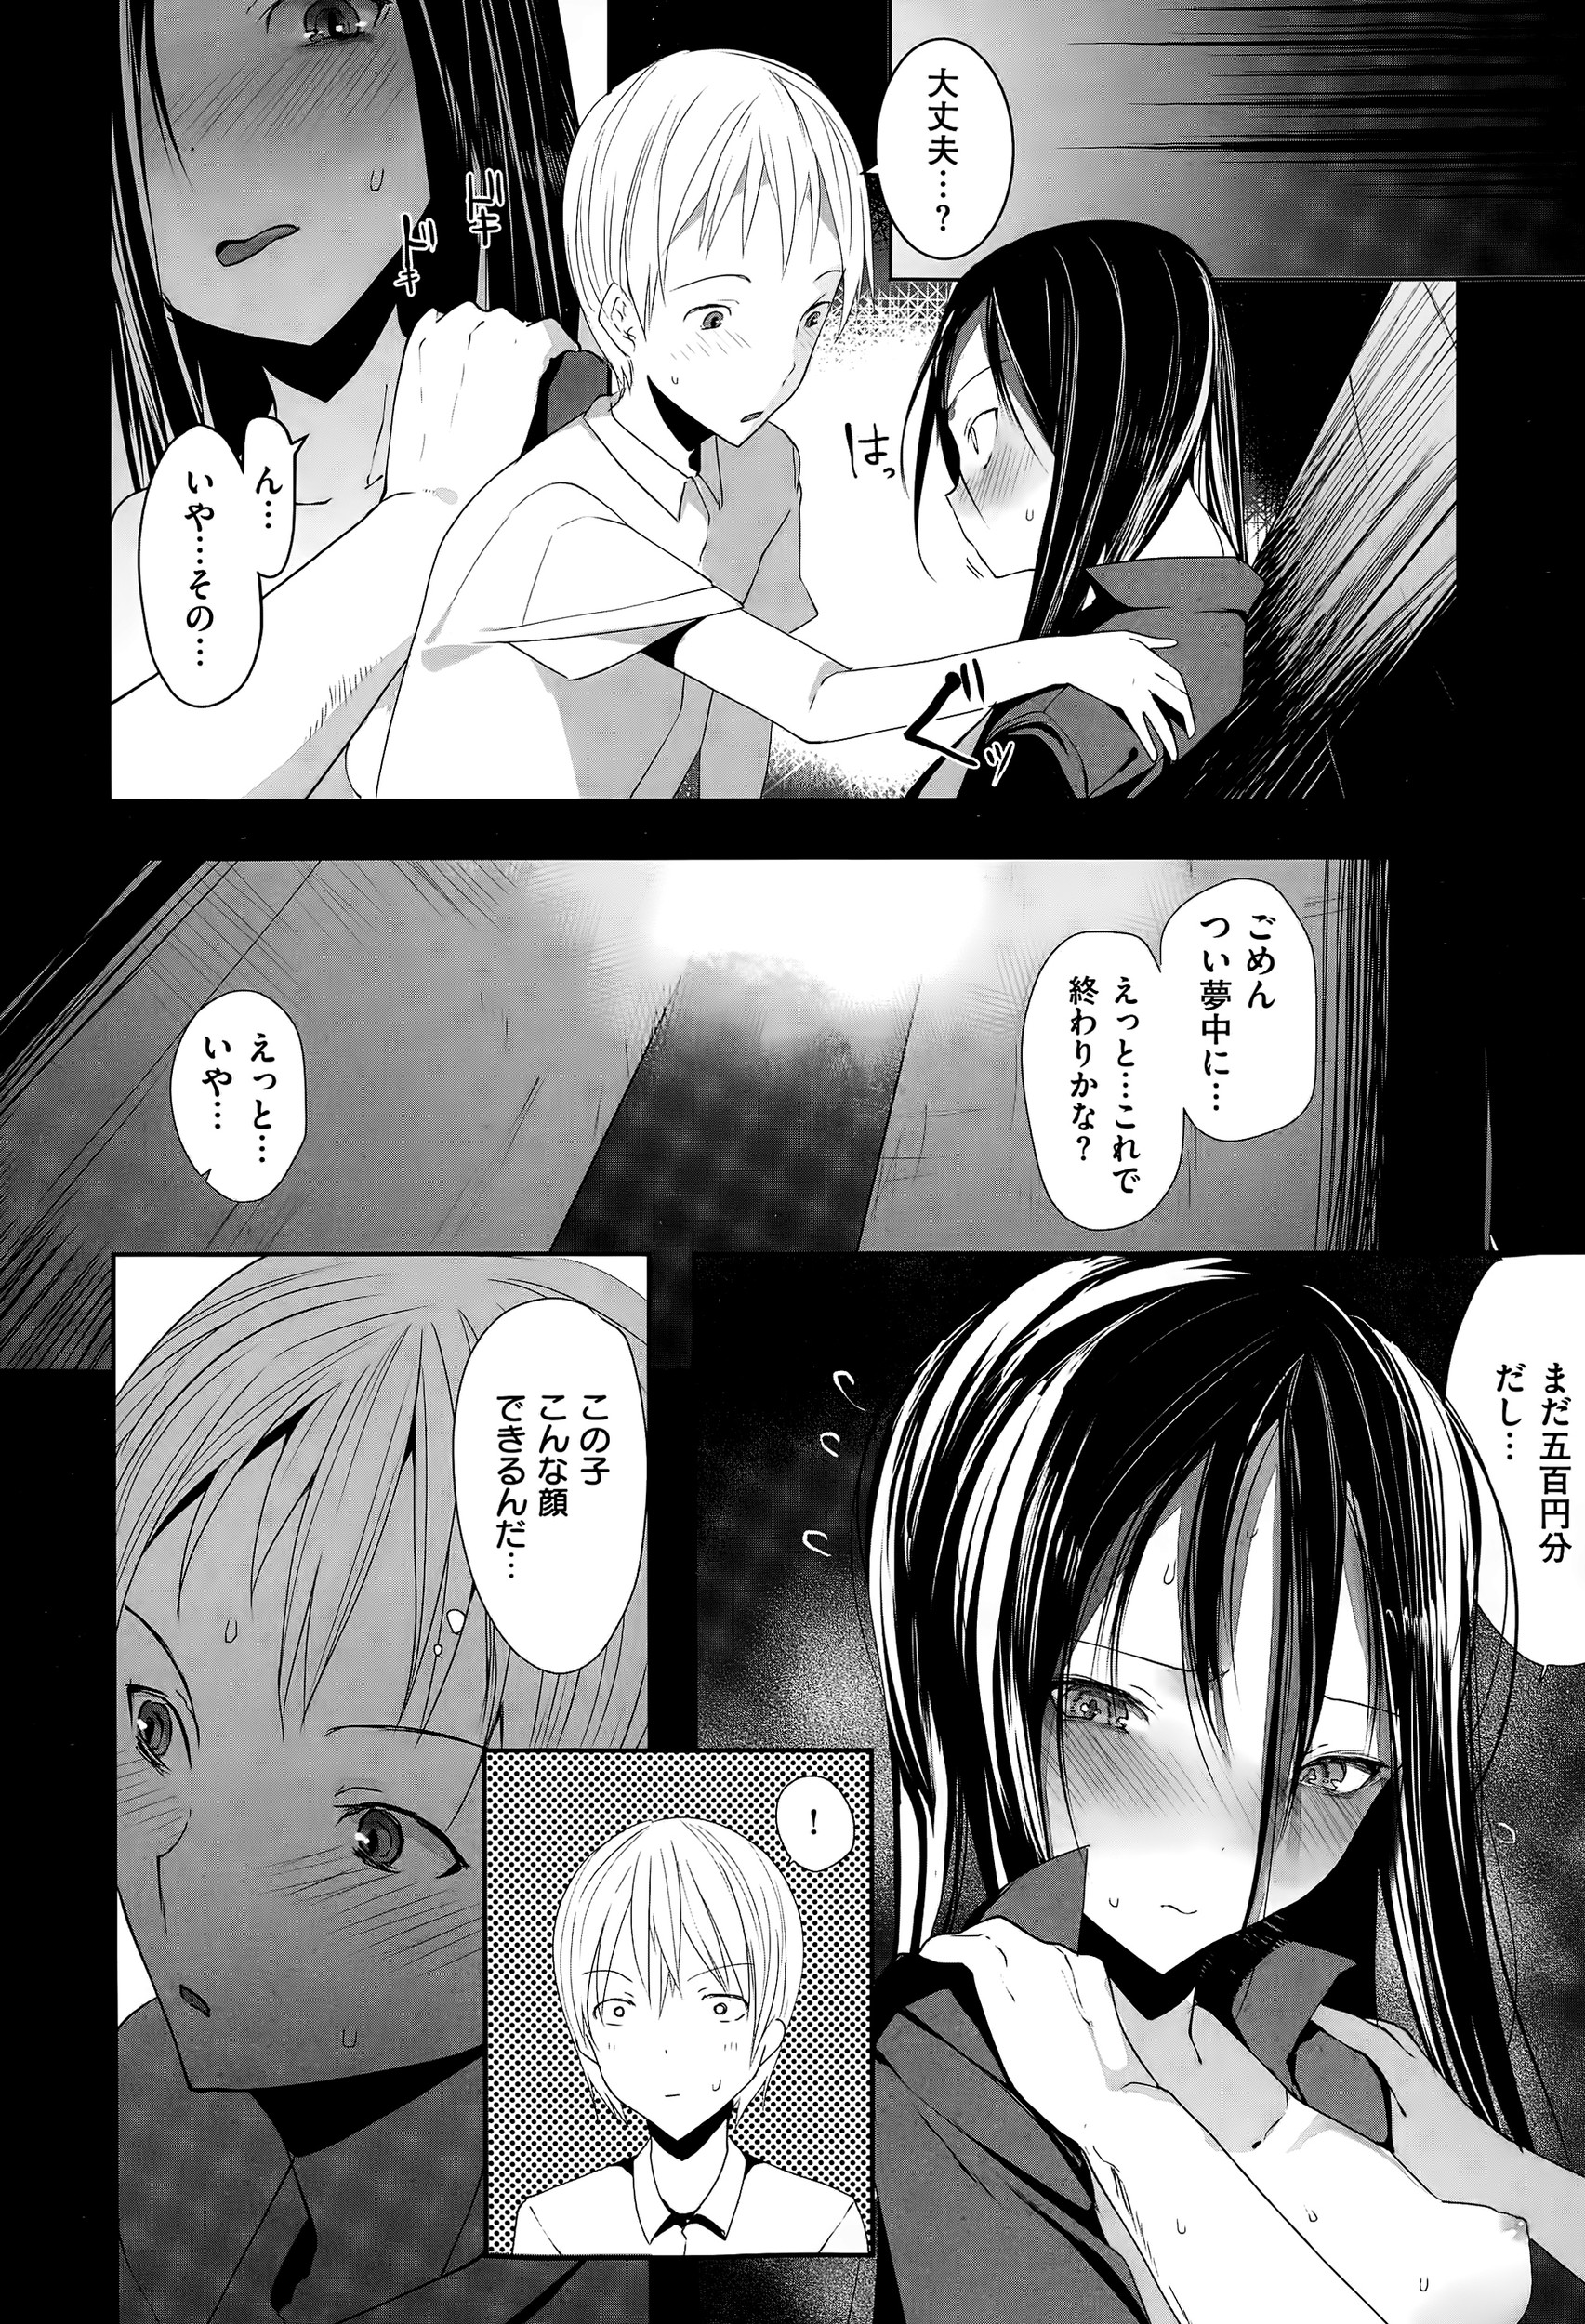 大丈夫…？
はっ
ぐッ
ドキ
ドキ
ん…
いや…その…
ごめん
つい夢中に…
えっと…これで
終わりかな？
えっと…
いや…
まだ五百円分
だし…
この子
こんな顔
できるんだ…
！